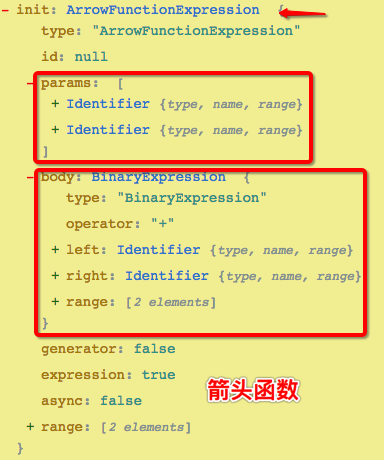 - init: ArrowFunctionExpression {
type: "ArrowFunctionExpression"
id: null
- params: [
+ Identifier {type, name, range}
+ Identifier {type, name, range}
]
- body: BinaryExpression {
type: "BinaryExpression"
operator: "+"
+ left: Identifier {type, name, range}
+ right: Identifier {type, name, range}
+ range: [2 elements]
}
generator: false
expression: true
async: false
箭头函数
+ range: [2 elements]
}